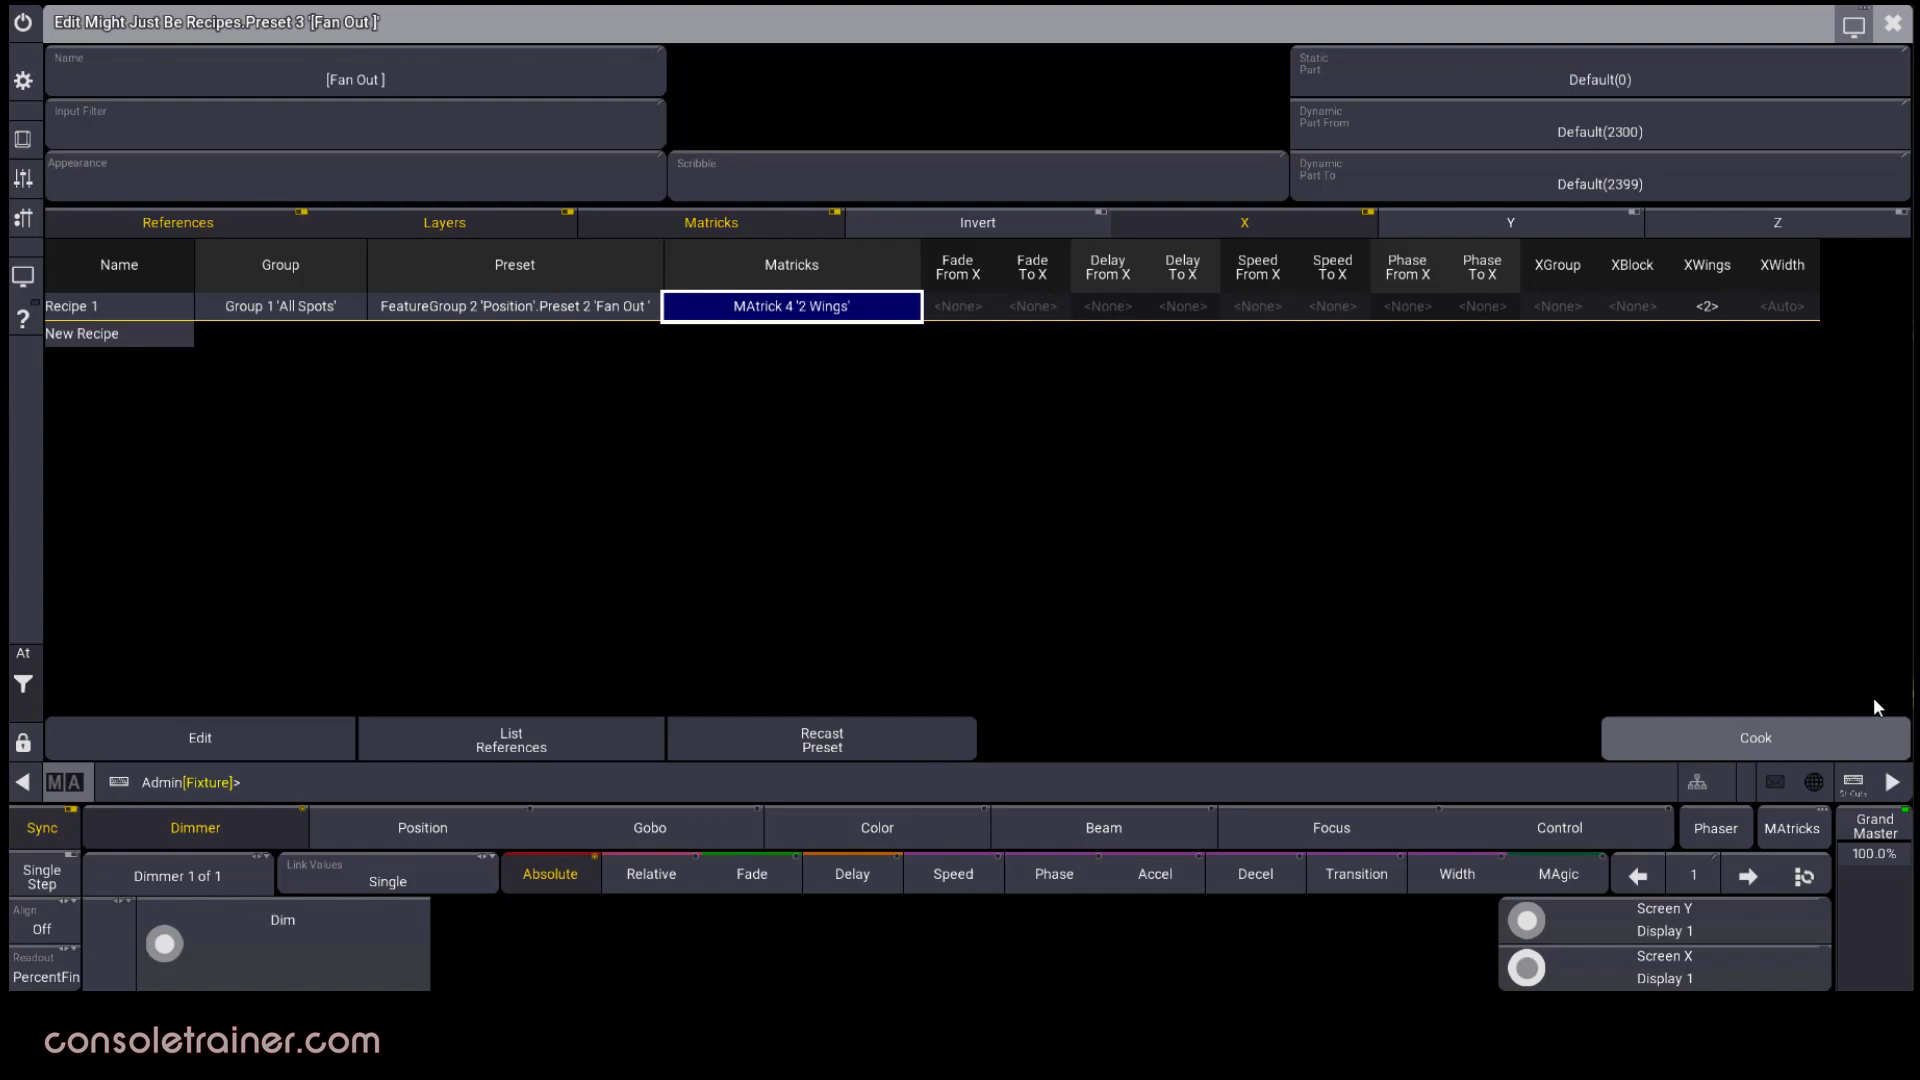 Edit Might Just Be Recipes.Preset 3 '[Fan Out ]'
Name
[Fan Out ]
Static
Part
Default(0)
Input Filter
Dynamic
Part From
Default(2300)
Appearance
Scribble
Dynamic
Part To
Default(2399)
References Layers Matricks Invert X Y Z
Name Group Preset Matricks Fade From X Fade To X Delay From X Delay To X Speed From X Speed To X Phase From X Phase To X XGroup XBlock XWings XWidth
Recipe 1 Group 1 'All Spots' FeatureGroup 2 'Position'.Preset 2 'Fan Out ' MAtrick 4 '2 Wings' <None> <None> <None> <None> <None> <None> <None> <None> <None> <None> <2> <Auto>
New Recipe
?
At
Edit
List
References
Recast
Preset
Cook
MA
Admin[Fixture]>
Sync Dimmer Position Gobo Color Beam Focus Control Phaser MAtricks
Grand
Master
100.0%
Single
Step
Dimmer 1 of 1
Link Values
Single
Absolute Relative Fade Delay Speed Phase Accel Decel Transition Width MAgic 1
Align
Off
Dim
Screen Y
Display 1
Readout
PercentFin
Screen X
Display 1
consoletrainer.com